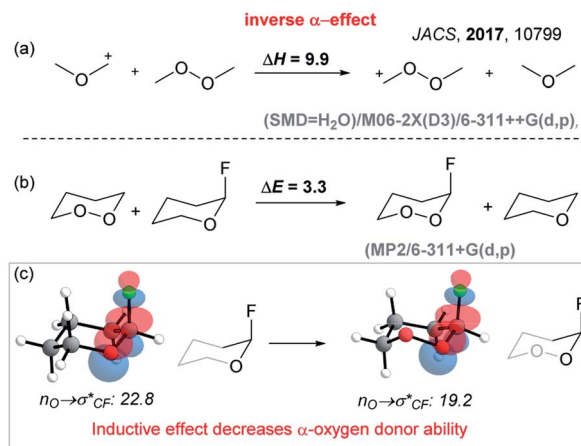 inverse α–effect
JACS, 2017, 10799
(a)
+
O
+
O
O
ΔH = 9.9
+
O
O
+
O
(SMD=H₂O)/M06-2X(D3)/6-311++G(d,p),
(b)
O
O
+
F
O
ΔE = 3.3
F
O
O
+
O
(MP2/6-311+G(d,p)
(c)
F
O
F
O
O
nO→σ*CF: 22.8
nO→σ*CF: 19.2
Inductive effect decreases α-oxygen donor ability